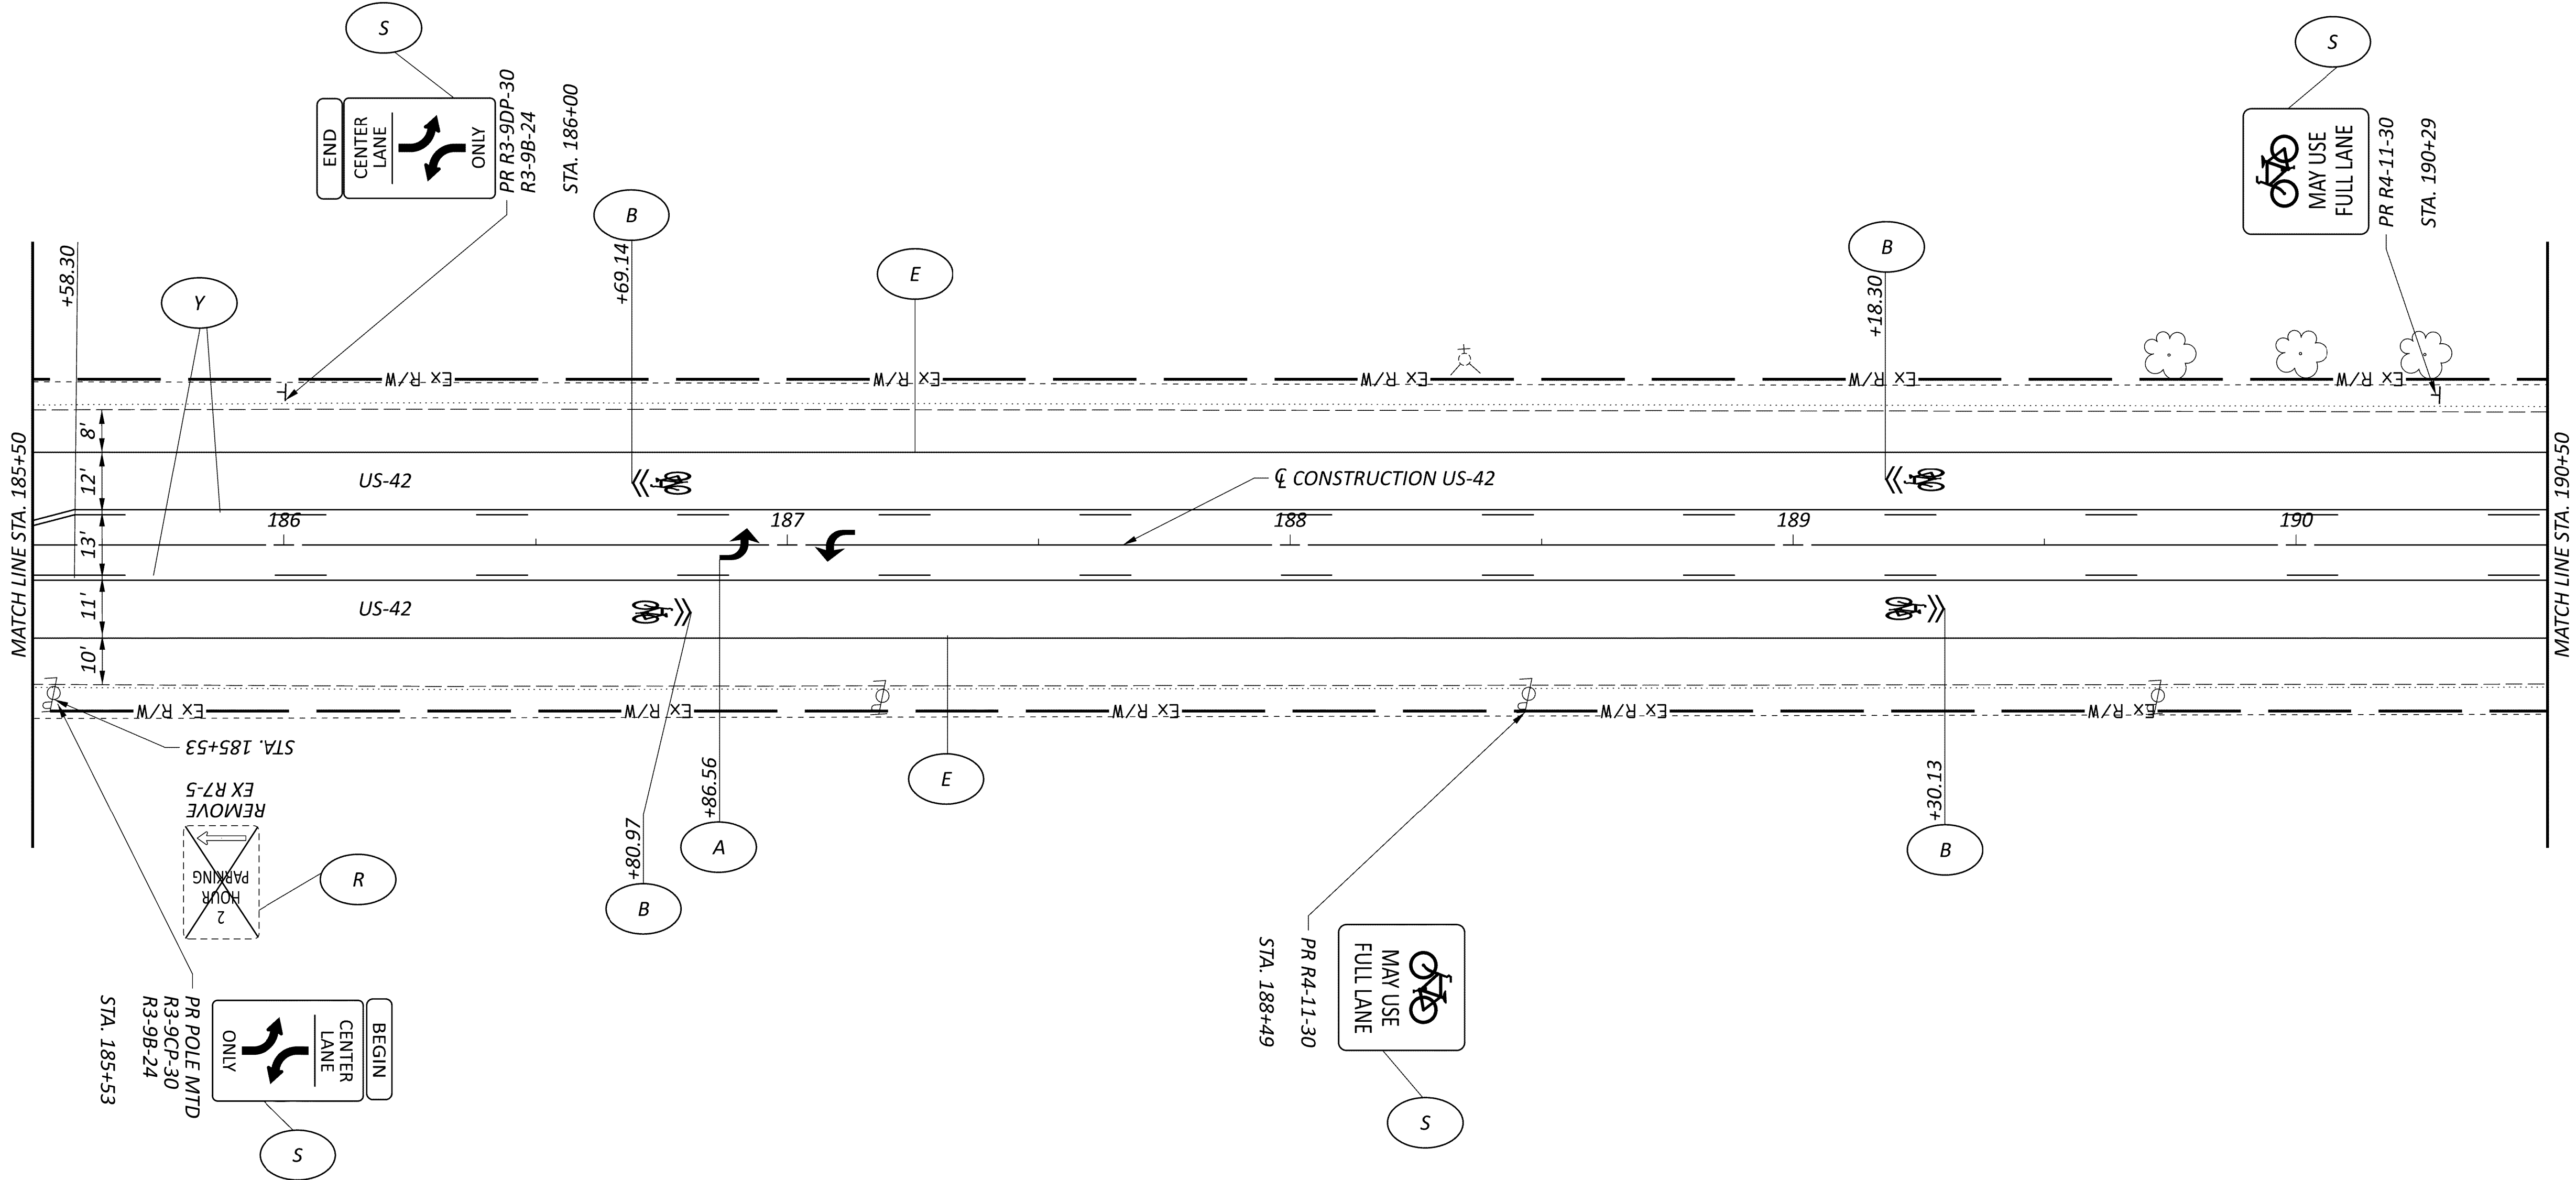 S
END
CENTER
LANE
ONLY
PR R3-9DP-30
R3-9B-24
STA. 186+00
S
MAY USE
FULL LANE
PR R4-11-30
STA. 190+29
+58.30
Y
B
+69.14
E
B
+18.30
Ex R/W
Ex R/W
Ex R/W
Ex R/W
Ex R/W
MATCH LINE STA. 185+50
8'
12'
13'
11'
10'
US-42
℄ CONSTRUCTION US-42
186
187
188
189
190
US-42
MATCH LINE STA. 190+50
Ex R/W
Ex R/W
Ex R/W
Ex R/W
Ex R/W
STA. 185+53
REMOVE
EX R7-5
2
HOUR
PARKING
R
+80.97
B
+86.56
A
E
+30.13
B
BEGIN
CENTER
LANE
ONLY
PR POLE MTD
R3-9CP-30
R3-9B-24
STA. 185+53
S
MAY USE
FULL LANE
PR R4-11-30
STA. 188+49
S